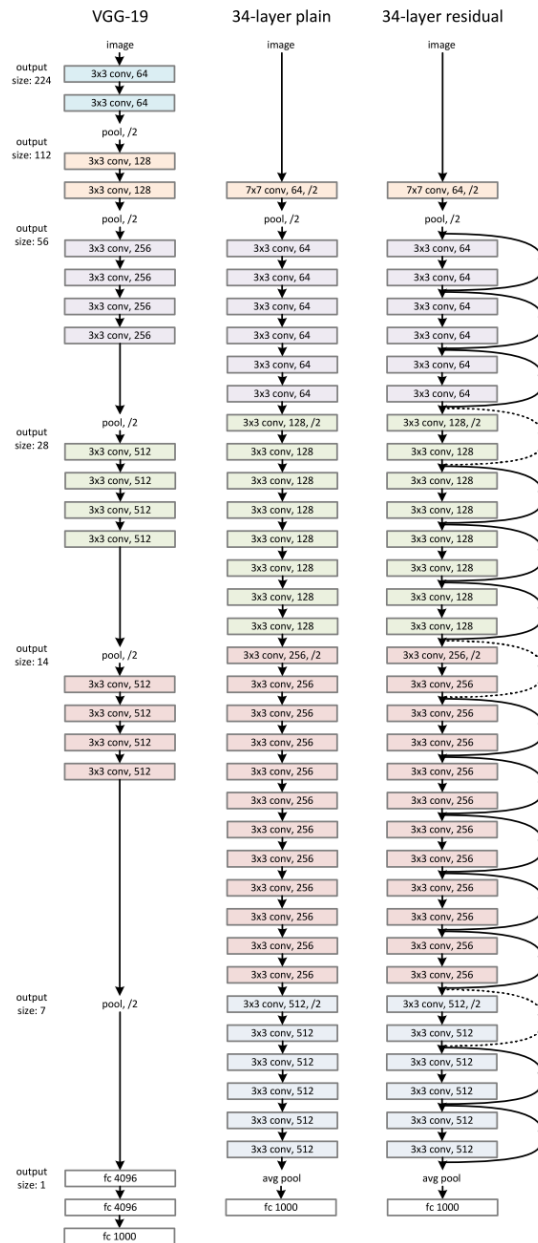 VGG-19
image
output
size: 224
3x3 conv, 64
3x3 conv, 64
pool, /2
output
size: 112
3x3 conv, 128
3x3 conv, 128
pool, /2
output
size: 56
3x3 conv, 256
3x3 conv, 256
3x3 conv, 256
3x3 conv, 256
pool, /2
output
size: 28
3x3 conv, 512
3x3 conv, 512
3x3 conv, 512
3x3 conv, 512
pool, /2
output
size: 14
3x3 conv, 512
3x3 conv, 512
3x3 conv, 512
3x3 conv, 512
pool, /2
output
size: 7
output
size: 1
fc 4096
fc 4096
fc 1000
34-layer plain
image
7x7 conv, 64, /2
pool, /2
3x3 conv, 64
3x3 conv, 64
3x3 conv, 64
3x3 conv, 64
3x3 conv, 64
3x3 conv, 64
3x3 conv, 128, /2
3x3 conv, 128
3x3 conv, 128
3x3 conv, 128
3x3 conv, 128
3x3 conv, 128
3x3 conv, 128
3x3 conv, 128
3x3 conv, 256, /2
3x3 conv, 256
3x3 conv, 256
3x3 conv, 256
3x3 conv, 256
3x3 conv, 256
3x3 conv, 256
3x3 conv, 256
3x3 conv, 256
3x3 conv, 256
3x3 conv, 256
3x3 conv, 256
3x3 conv, 512, /2
3x3 conv, 512
3x3 conv, 512
3x3 conv, 512
3x3 conv, 512
3x3 conv, 512
avg pool
fc 1000
34-layer residual
image
7x7 conv, 64, /2
pool, /2
3x3 conv, 64
3x3 conv, 64
3x3 conv, 64
3x3 conv, 64
3x3 conv, 64
3x3 conv, 64
3x3 conv, 128, /2
3x3 conv, 128
3x3 conv, 128
3x3 conv, 128
3x3 conv, 128
3x3 conv, 128
3x3 conv, 128
3x3 conv, 128
3x3 conv, 256, /2
3x3 conv, 256
3x3 conv, 256
3x3 conv, 256
3x3 conv, 256
3x3 conv, 256
3x3 conv, 256
3x3 conv, 256
3x3 conv, 256
3x3 conv, 256
3x3 conv, 256
3x3 conv, 256
3x3 conv, 512, /2
3x3 conv, 512
3x3 conv, 512
3x3 conv, 512
3x3 conv, 512
3x3 conv, 512
avg pool
fc 1000